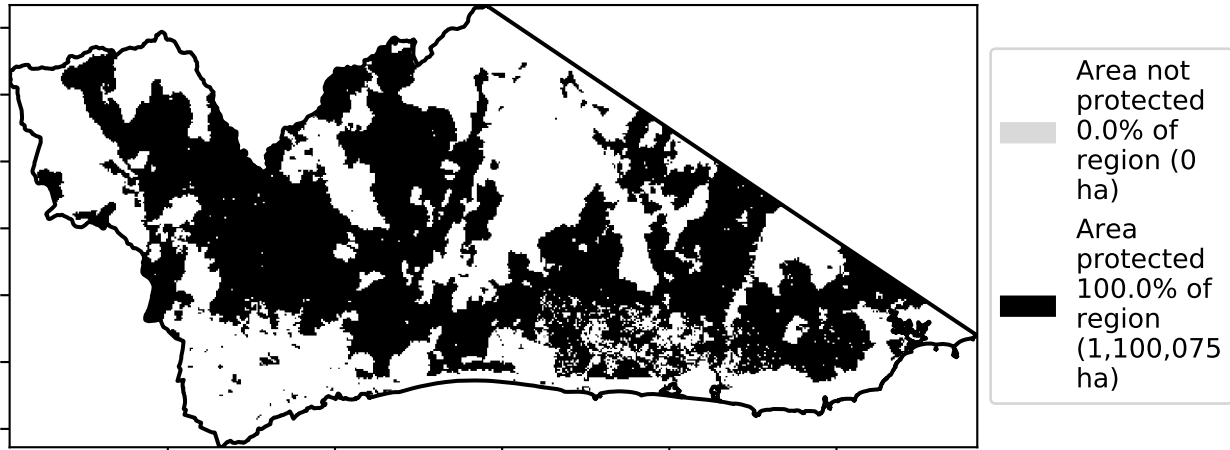 Area not
protected
0.0% of
region (0
ha)
Area
protected
100.0% of
region
(1,100,075
ha)